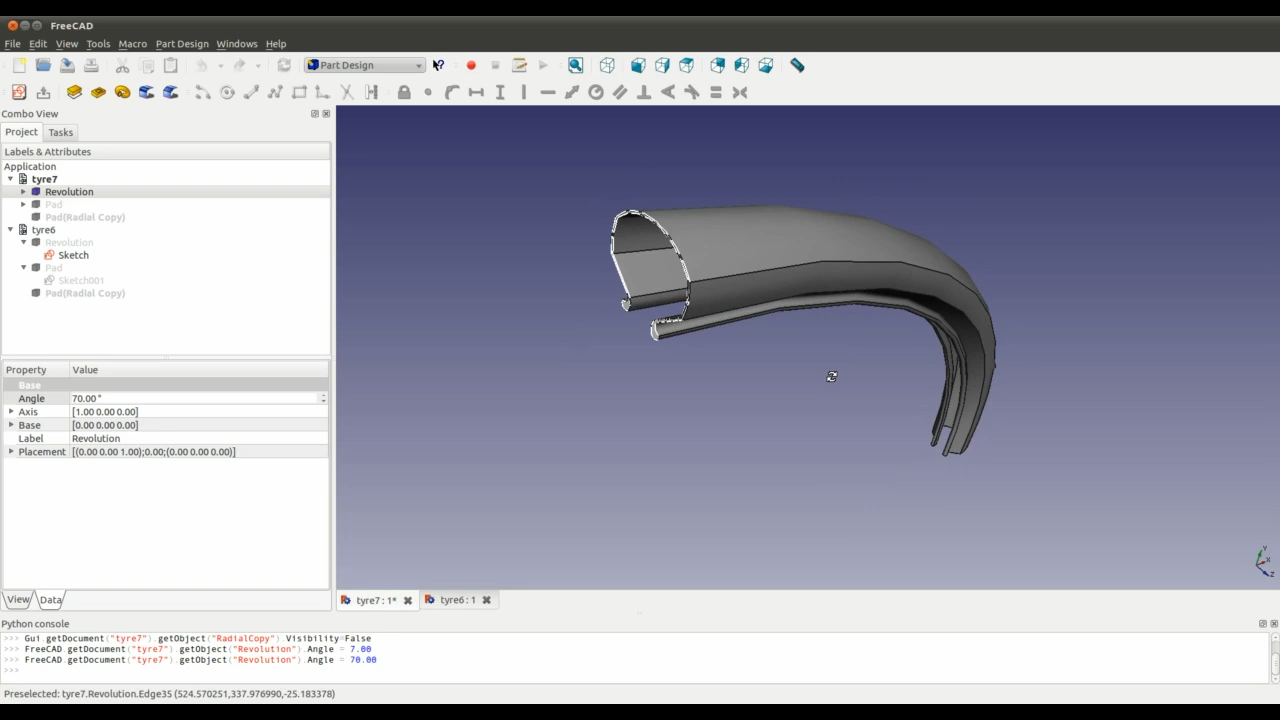 FreeCAD
File Edit View Tools Macro Part Design Windows Help
Part Design
Combo View
Project Tasks
Labels & Attributes
Application
tyre7
Revolution
Pad
Pad(Radial Copy)
tyre6
Revolution
Sketch
Pad
Sketch001
Pad(Radial Copy)
Property Value
Base
Angle 70.00 °
Axis [1.00 0.00 0.00]
Base [0.00 0.00 0.00]
Label Revolution
Placement [(0.00 0.00 1.00);0.00;(0.00 0.00 0.00)]
Y
X
Z
View Data
tyre7 : 1* tyre6 : 1
Python console
>>> Gui.getDocument("tyre7").getObject("RadialCopy").Visibility=False
>>> FreeCAD.getDocument("tyre7").getObject("Revolution").Angle = 7.00
>>> FreeCAD.getDocument("tyre7").getObject("Revolution").Angle = 70.00
>>>
Preselected: tyre7.Revolution.Edge35 (524.570251,337.976990,-25.183378)